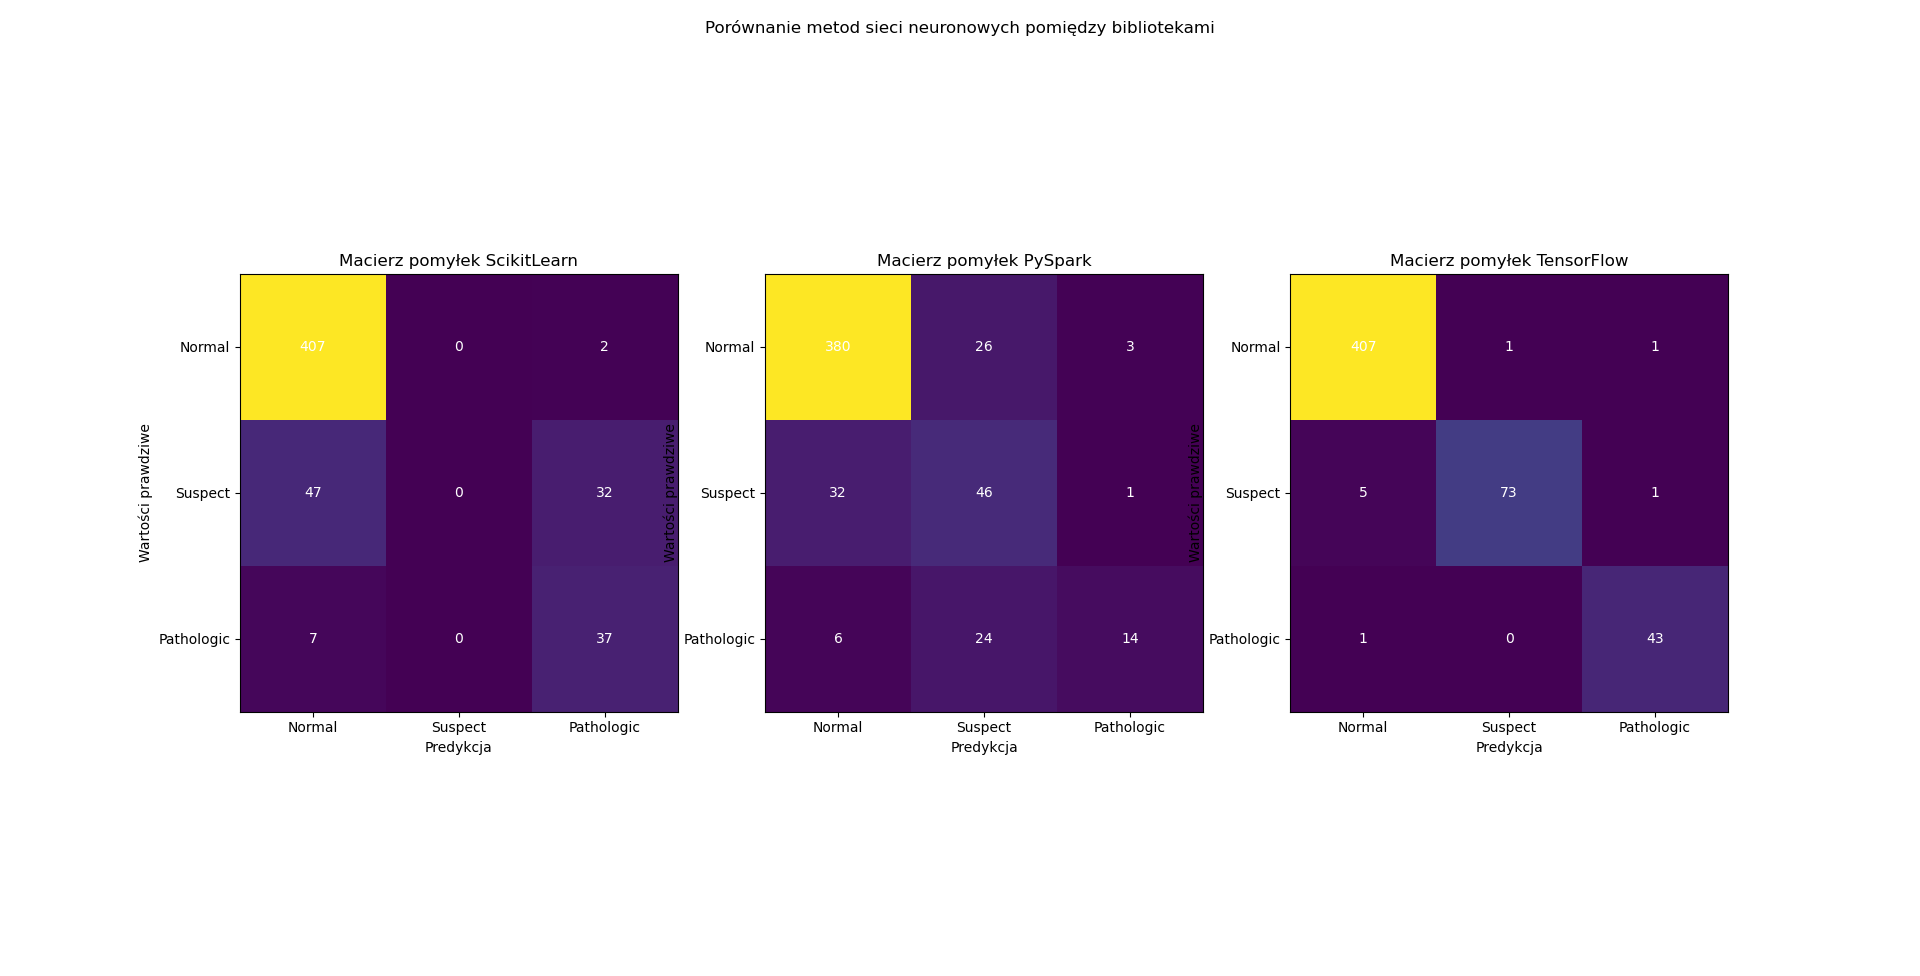 Porównanie metod sieci neuronowych pomiędzy bibliotekami
Macierz pomyłek ScikitLearn
Wartości prawdziwe
Normal 407 0 2
Suspect 47 0 32
Pathologic 7 0 37
Normal Suspect Pathologic
Predykcja
Macierz pomyłek PySpark
Wartości prawdziwe
Normal 380 26 3
Suspect 32 46 1
Pathologic 6 24 14
Normal Suspect Pathologic
Predykcja
Macierz pomyłek TensorFlow
Wartości prawdziwe
Normal 407 1 1
Suspect 5 73 1
Pathologic 1 0 43
Normal Suspect Pathologic
Predykcja